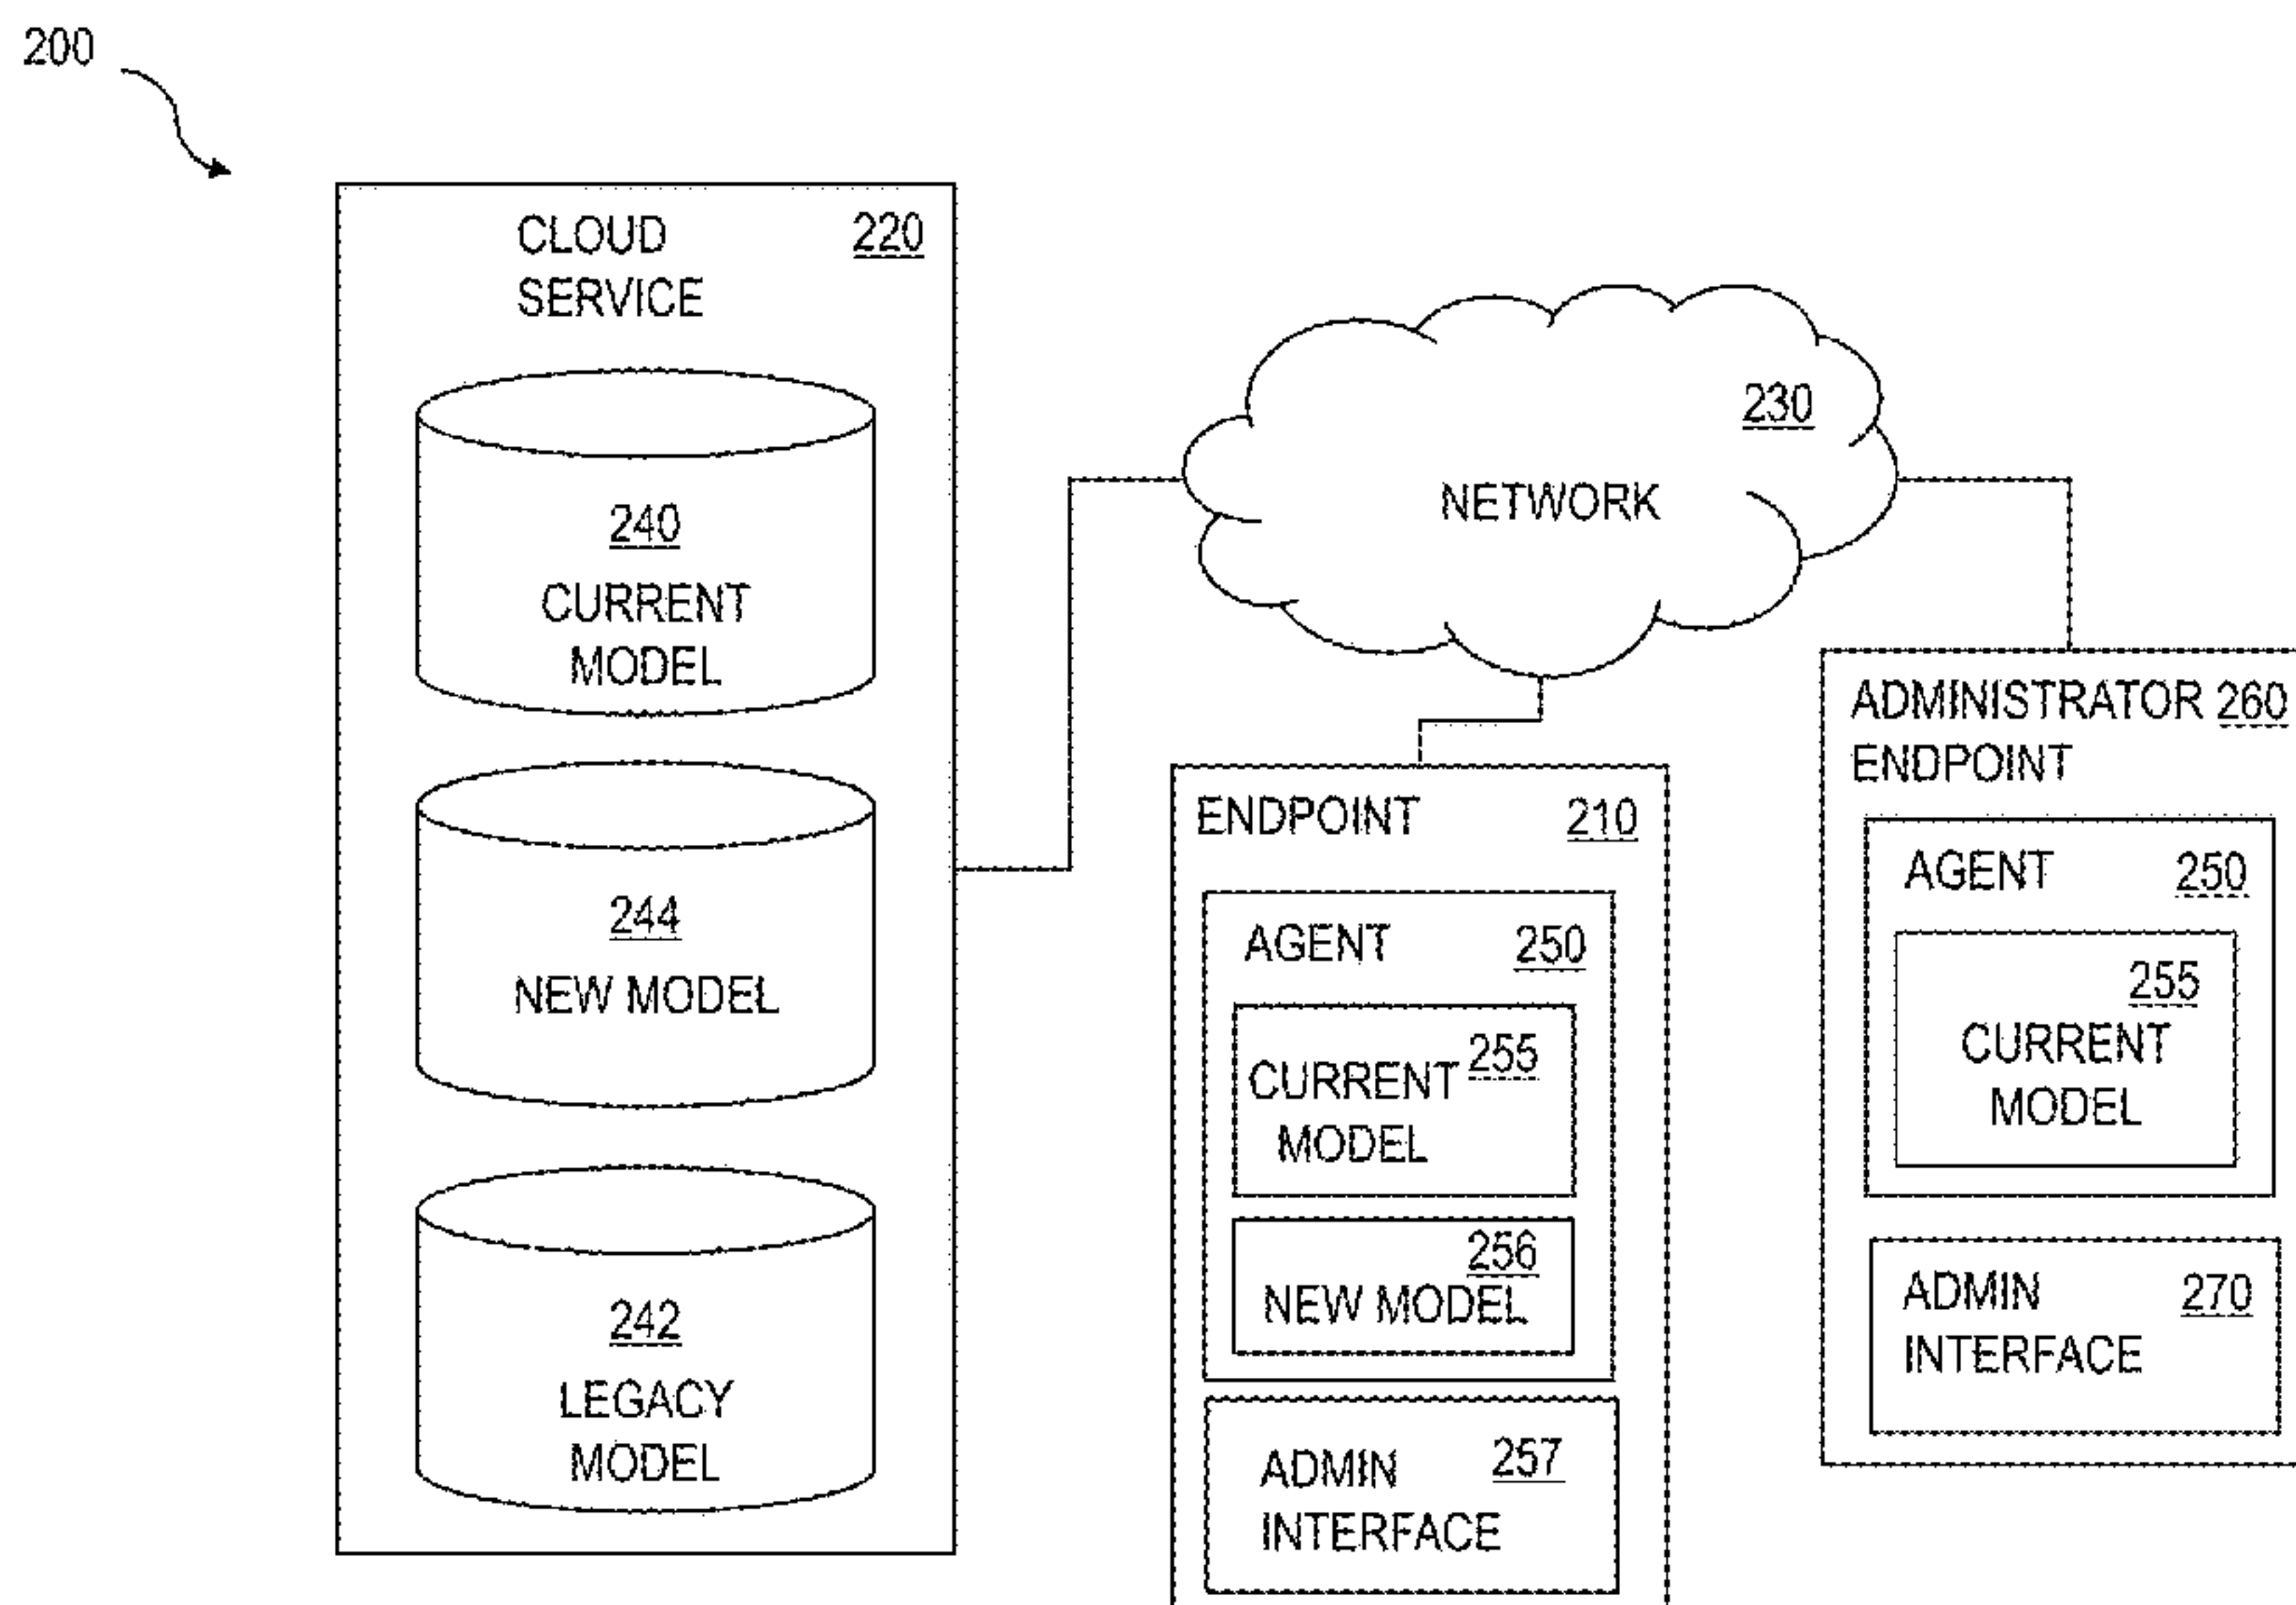 200
CLOUD 220
SERVICE
240
CURRENT
MODEL
244
NEW MODEL
242
LEGACY
MODEL
230
NETWORK
ENDPOINT 210
AGENT 250
255
CURRENT
MODEL
256
NEW MODEL
ADMIN 257
INTERFACE
ADMINISTRATOR 260
ENDPOINT
AGENT 250
255
CURRENT
MODEL
ADMIN 270
INTERFACE